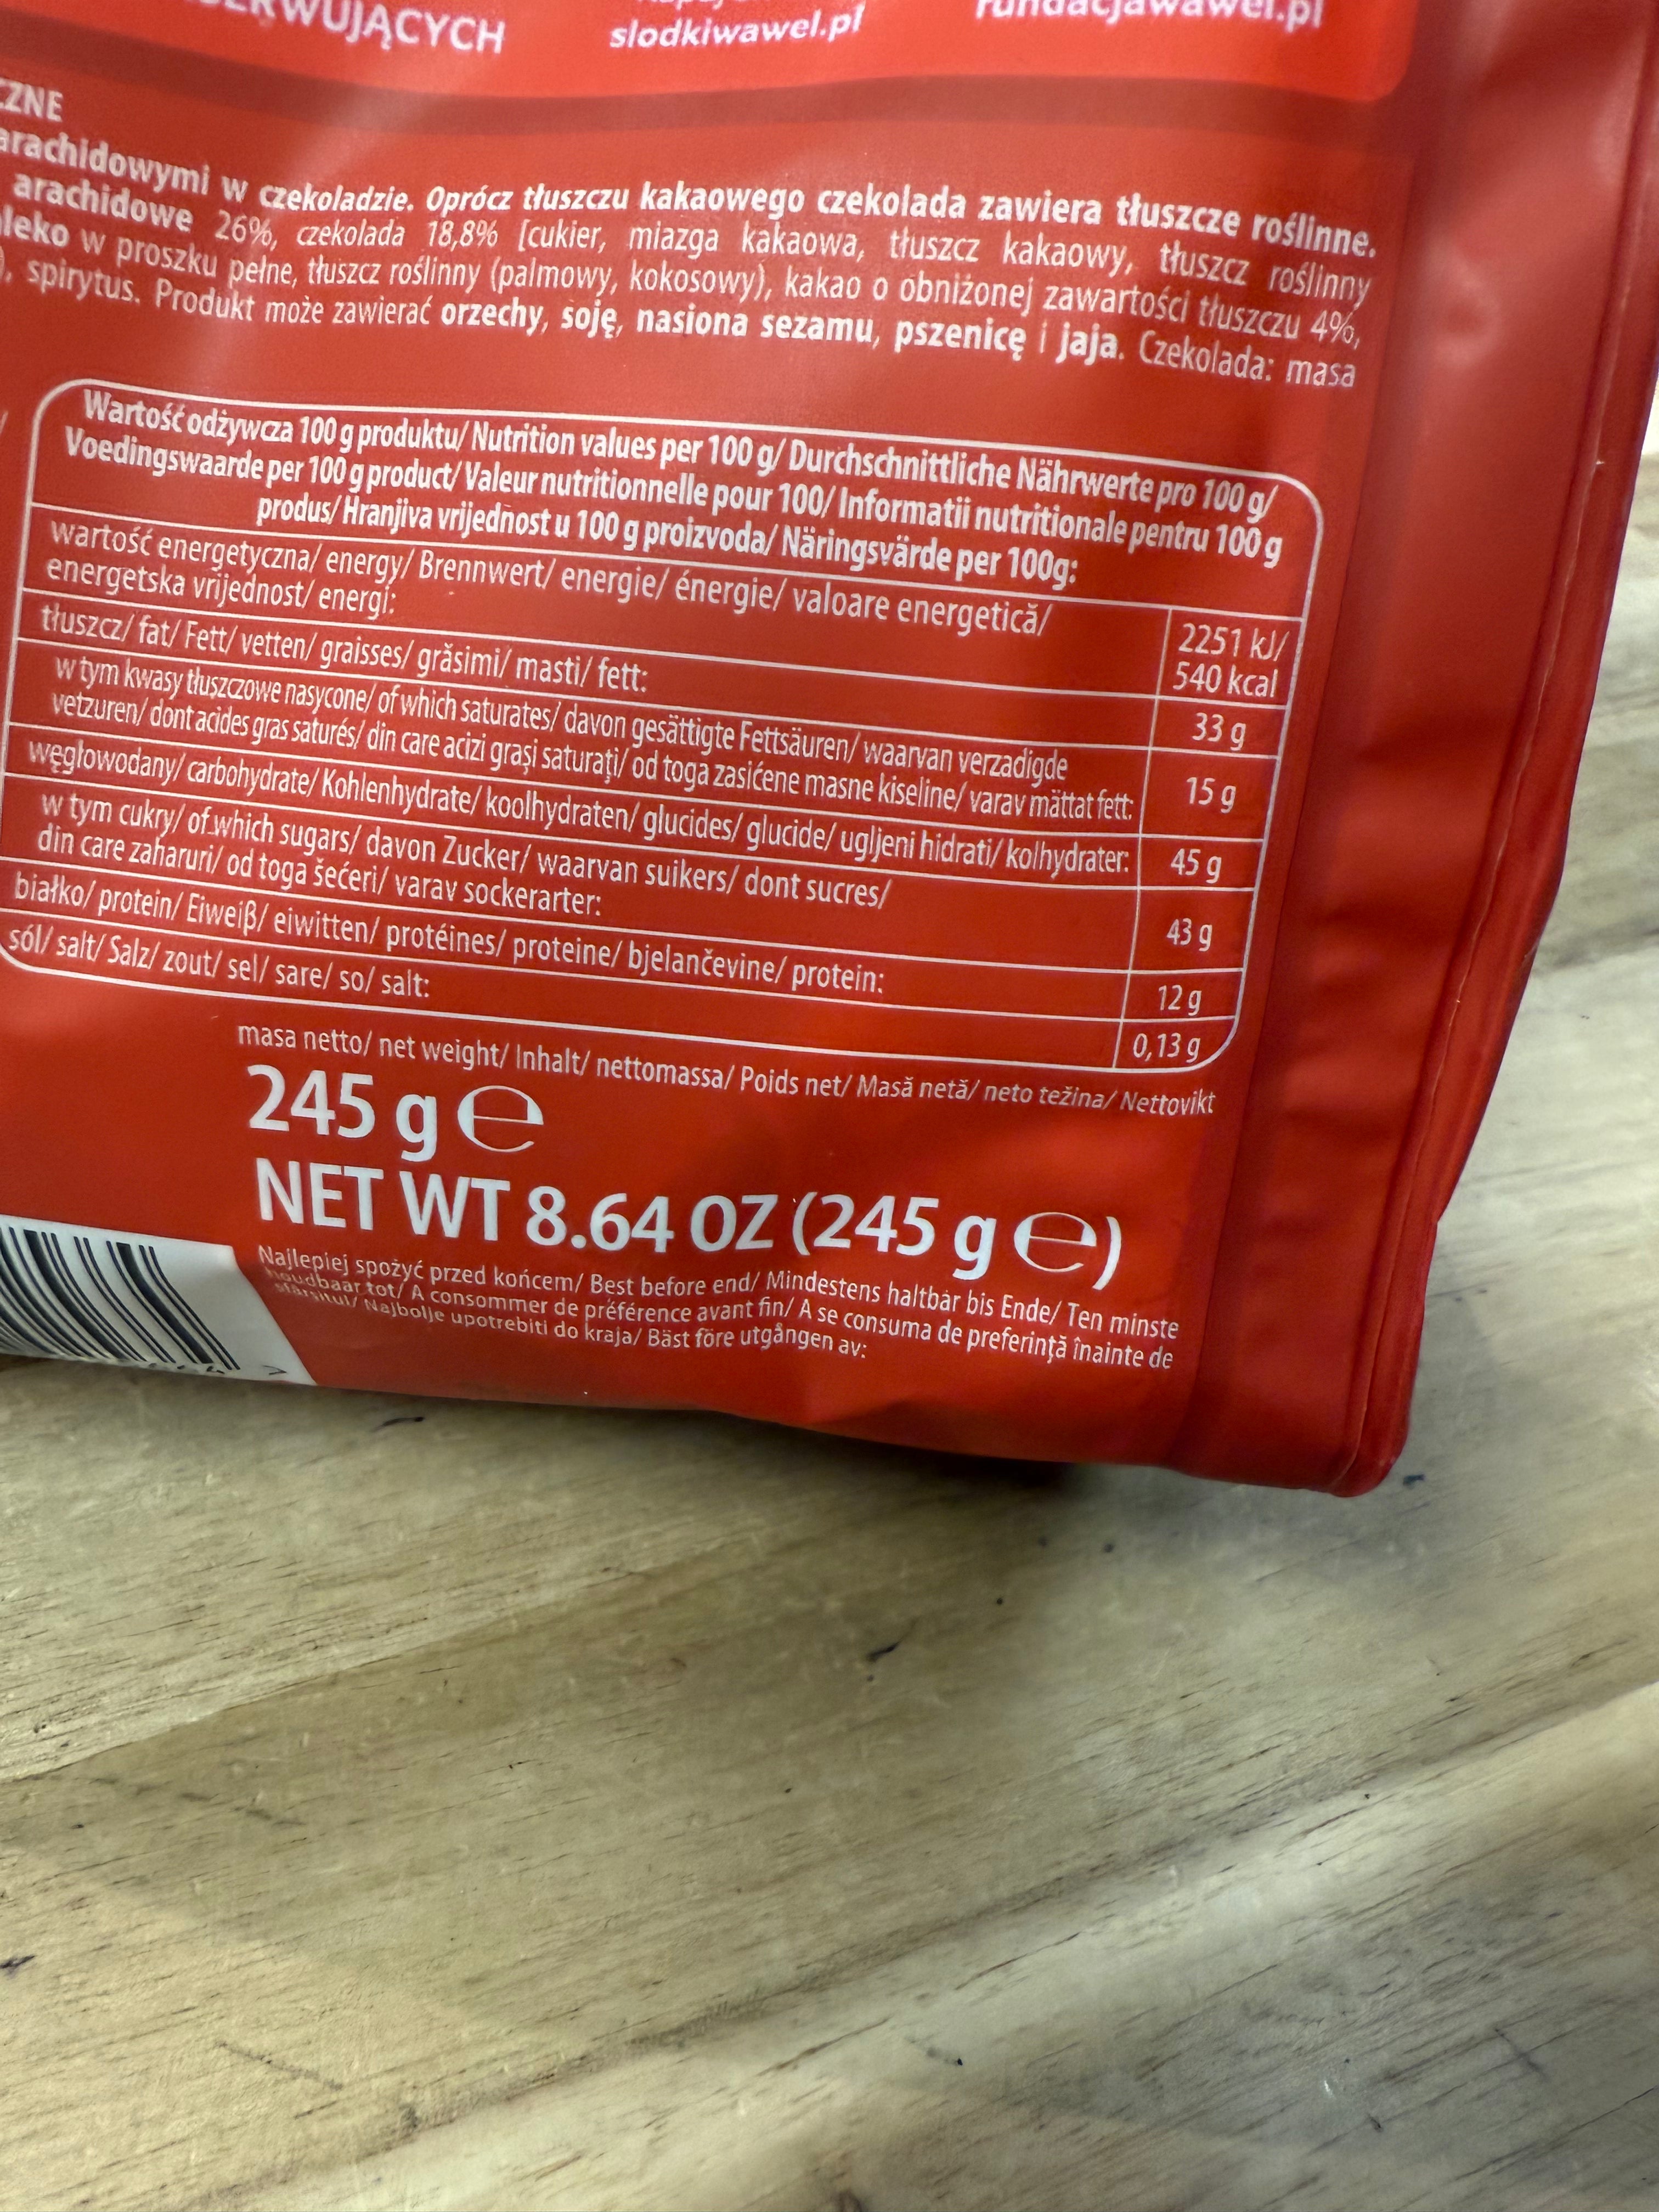 slodkiwawel.pl
arachidowymi w czekoladzie. Oprócz tłuszczu kakaowego czekolada zawiera tłuszcze roślinne.
arachidowe 26%, czekolada 18,8% [cukier, miazga kakaowa, tłuszcz kakaowy, tłuszcz roślinny
w proszku pełne, tłuszcz roślinny (palmowy, kokosowy), kakao o obniżonej zawartości tłuszczu 4%,
), spirytus. Produkt może zawierać orzechy, soję, nasiona sezamu, pszenicę i jaja. Czekolada: masa
Wartość odżywcza 100 g produktu/ Nutrition values per 100 g/ Durchschnittliche Nährwerte pro 100 g/
Voedingswaarde per 100 g product/ Valeur nutritionnelle pour 100/ Informatii nutritionale pentru 100 g
produs/ Hranjiva vrijednost u 100 g proizvoda/ Näringsvärde per 100g:
wartość energetyczna/ energy/ Brennwert/ energie/ énergie/ valoare energetică/
energetska vrijednost/ energi:
2251 kJ/
540 kcal
tłuszcz/ fat/ Fett/ vetten/ graisses/ grăsimi/ masti/ fett:
33 g
w tym kwasy tłuszczowe nasycone/ of which saturates/ davon gesättigte Fettsäuren/ waarvan verzadigde
vetzuren/ dont acides gras saturés/ din care acizi grași saturați/ od toga zasićene masne kiseline/ varav mättat fett:
15 g
węglowodany/ carbohydrate/ Kohlenhydrate/ koolhydraten/ glucides/ glucide/ ugljeni hidrati/ kolhydrater:
45 g
w tym cukry/ of which sugars/ davon Zucker/ waarvan suikers/ dont sucres/
din care zaharuri/ od toga šećeri/ varav sockerarter:
43 g
białko/ protein/ Eiweiß/ eiwitten/ protéines/ proteine/ bjelančevine/ protein:
12 g
sól/ salt/ Salz/ zout/ sel/ sare/ so/ salt:
0,13 g
masa netto/ net weight/ Inhalt/ nettomassa/ Poids net/ Masă netă/ neto težina/ Nettovikt
245 g e
NET WT 8.64 OZ (245 g e)
Najlepiej spożyć przed końcem/ Best before end/ Mindestens haltbar bis Ende/ Ten minste
houdbaar tot/ A consommer de préférence avant fin/ A se consuma de preferință înainte de
sfârsitul/ Najbolje upotrebiti do kraja/ Bäst före utgången av: